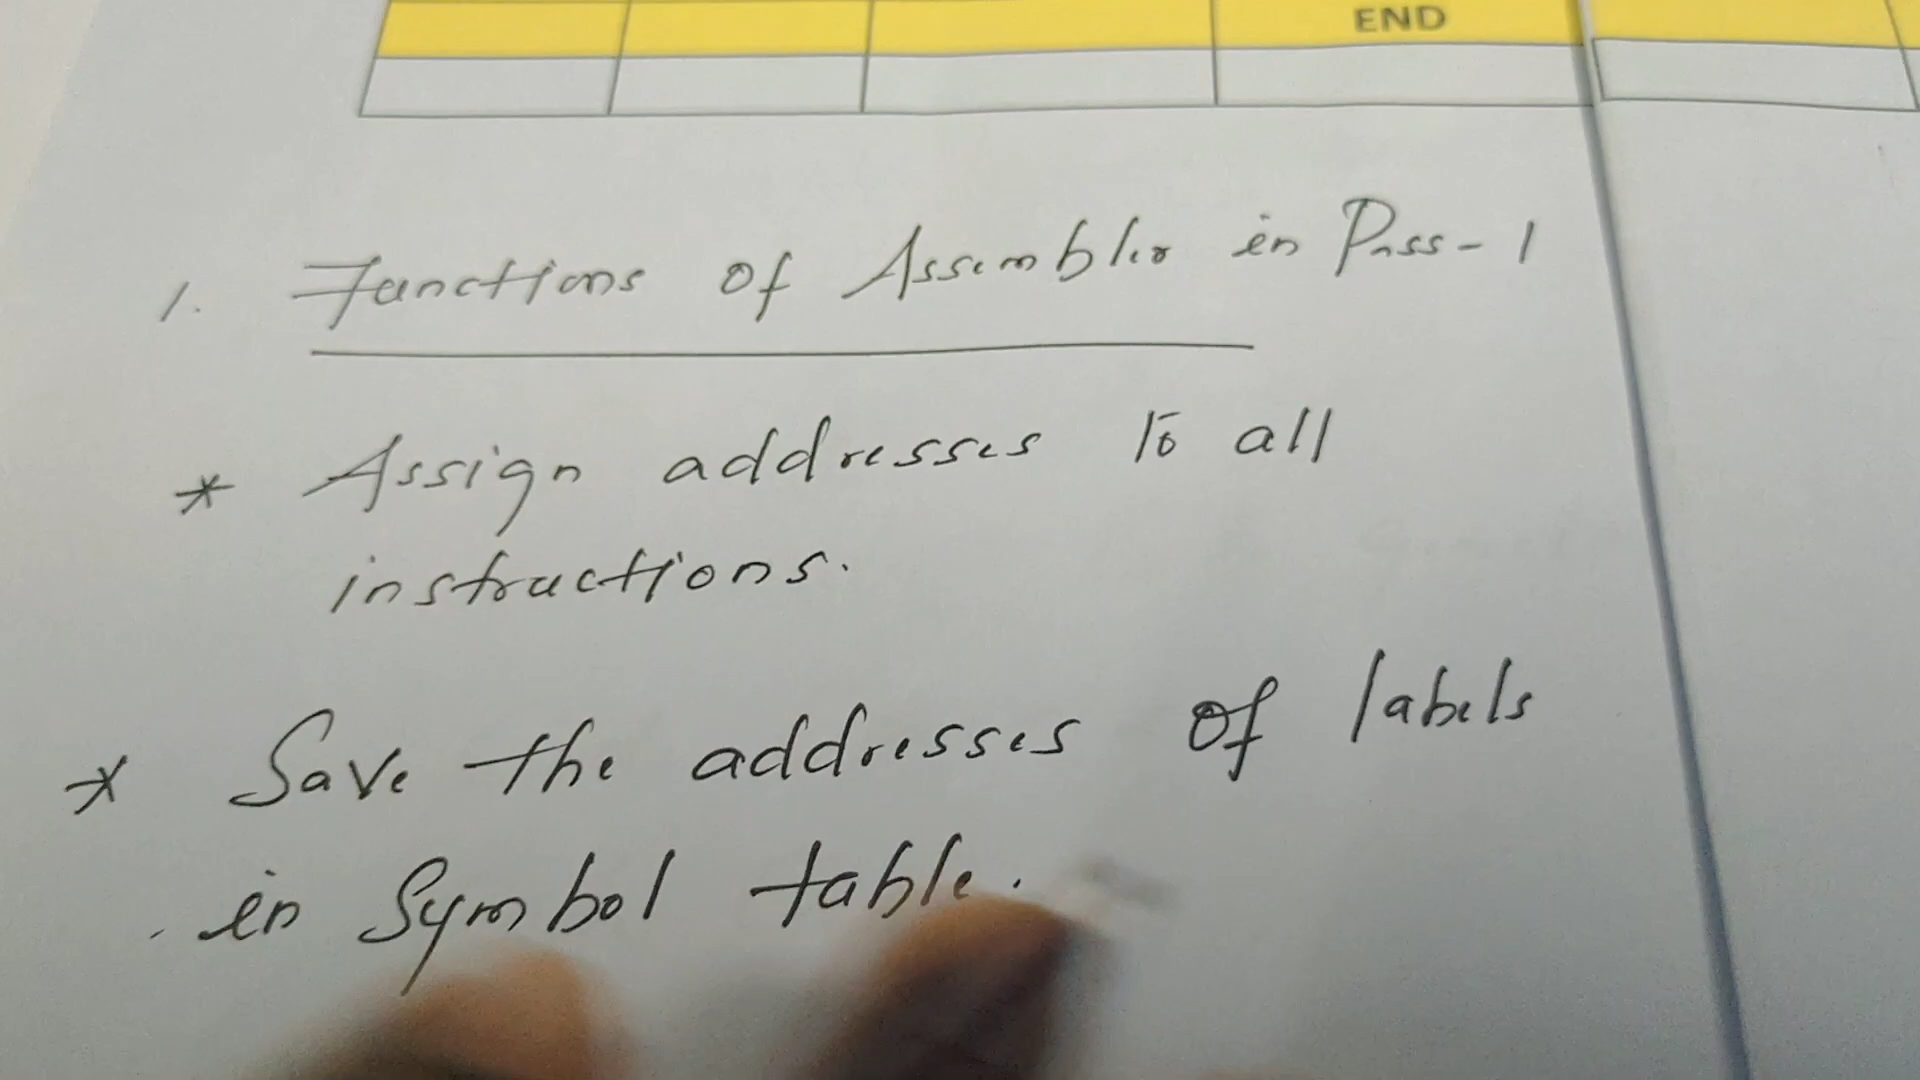 END
1. Functions of Assembler in Pass-1
* Assign addresses to all
instructions.
* Save the addresses of labels
in Symbol table.